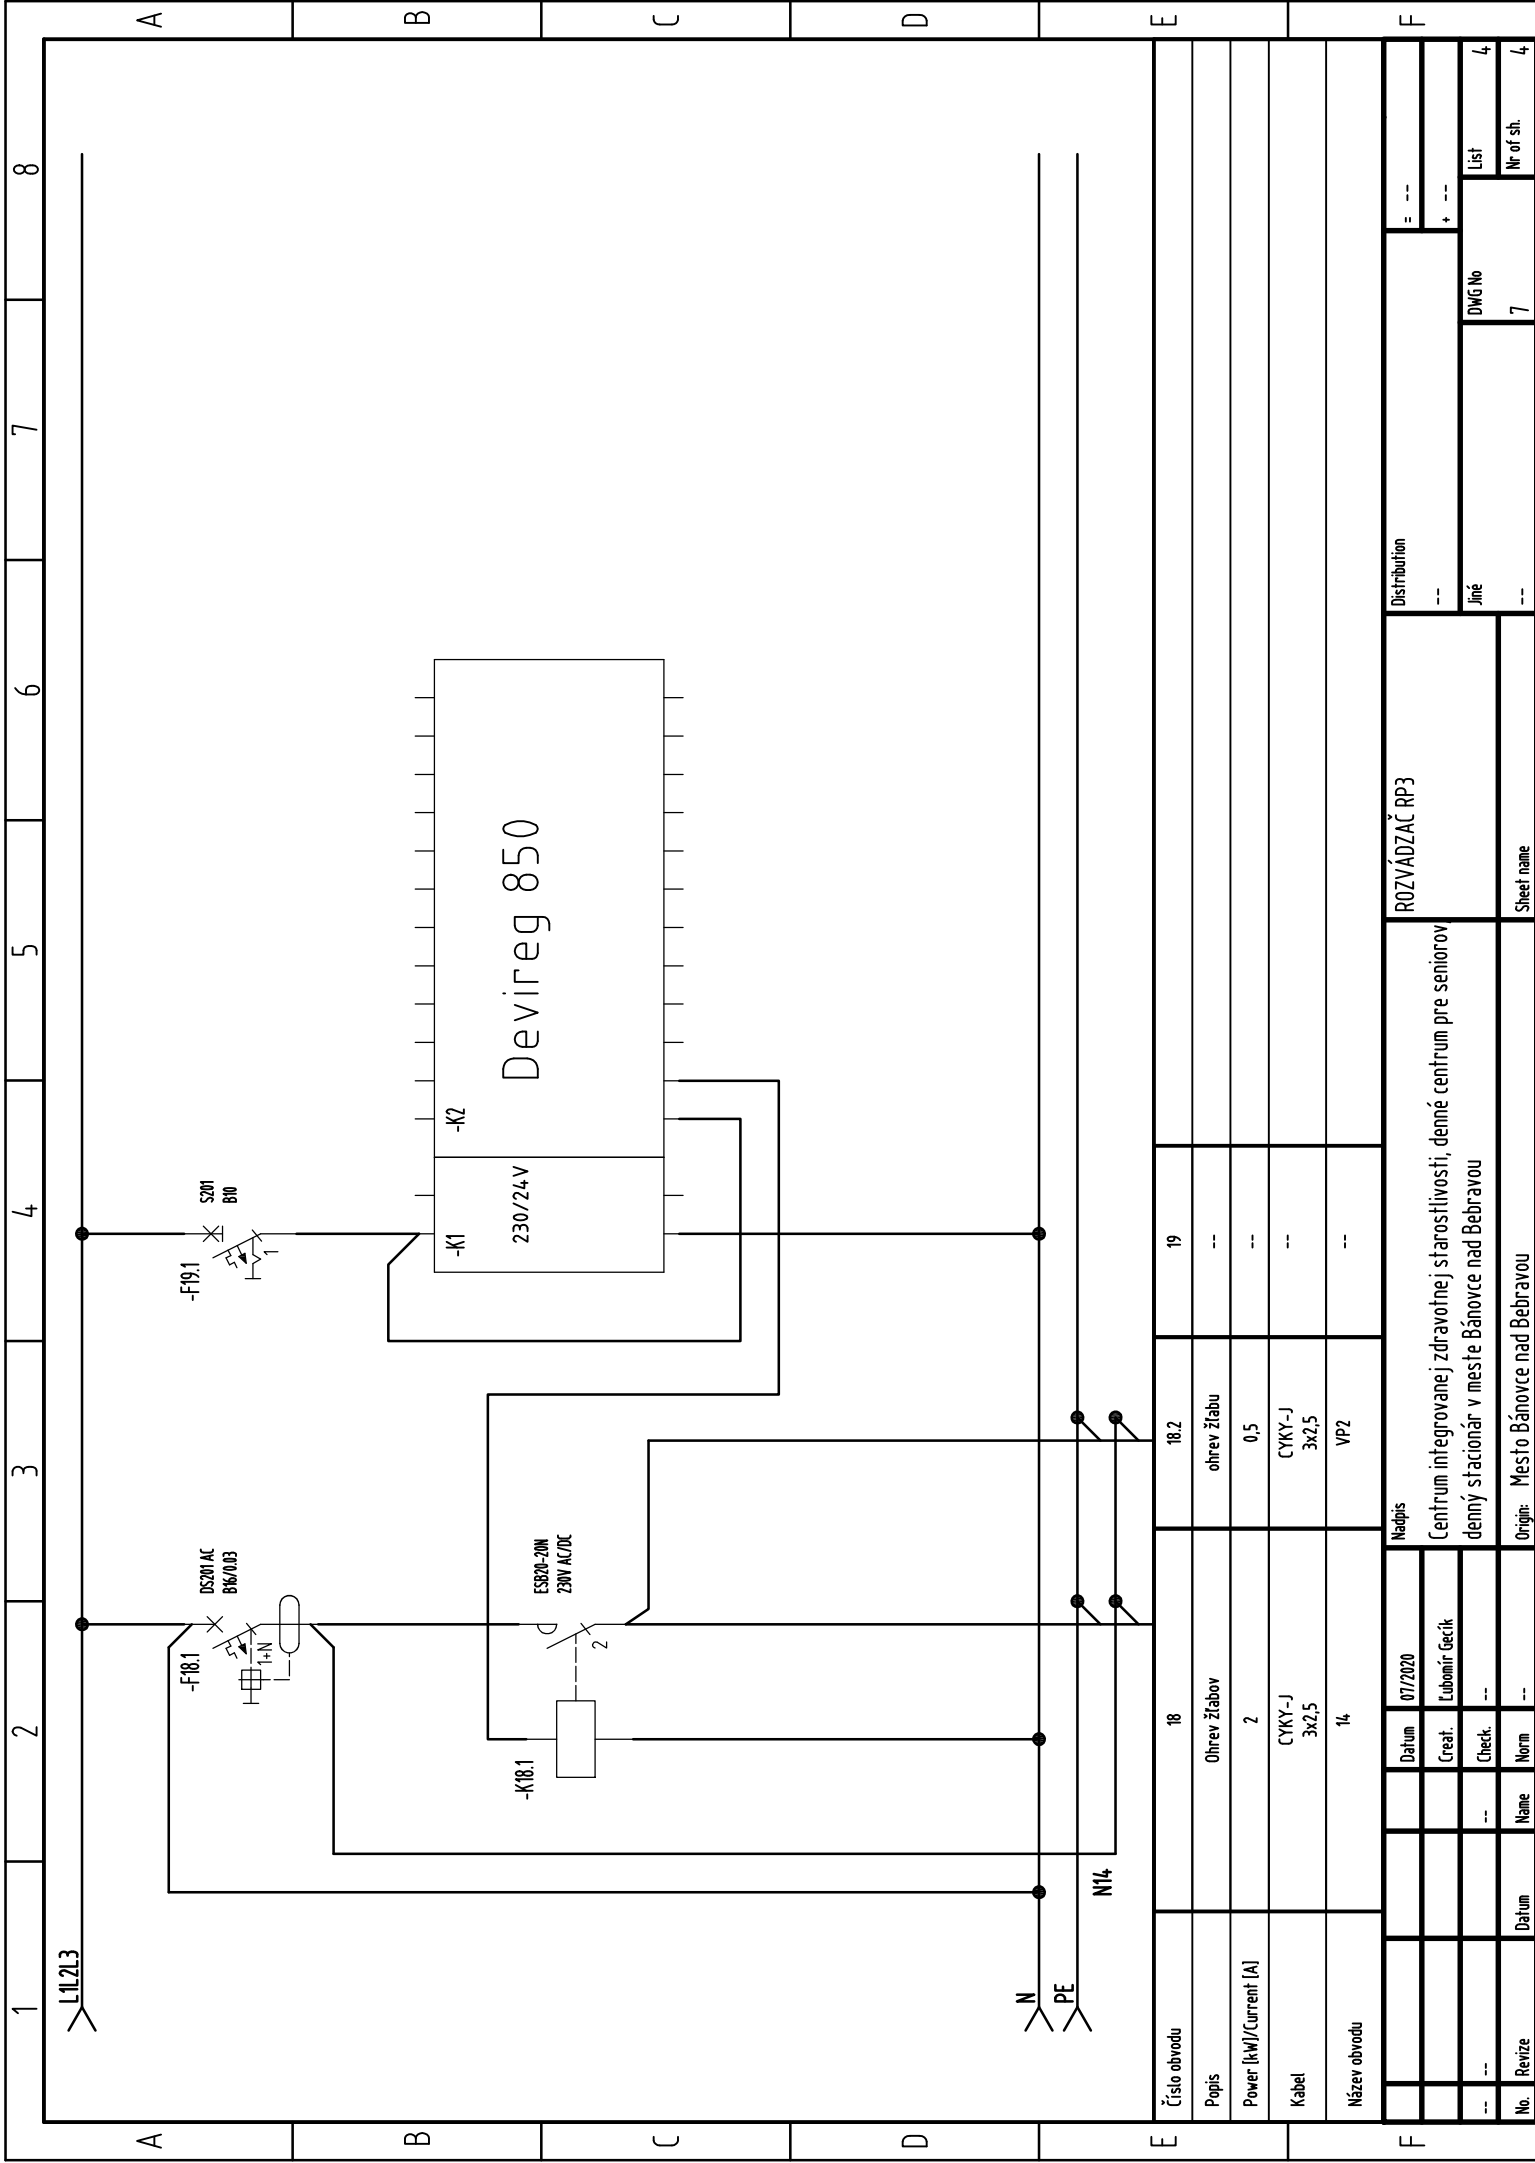 1 2 3 4 5 6 7 8
A
B
C
D
E
F
A
B
C
D
E
F
L1L2L3
-F18.1
DS201 AC
B16/0.03
1+N
-F19.1
S201
B10
1
-K18.1
ESB20-20N
230V AC/DC
2
-K1
230/24V
-K2
Devireg 850
N
PE
N14
Číslo obvodu 18 18.2 19
Popis Ohrev žľabov ohrev žľabu --
Power [kW]/Current [A] 2 0,5 --
Kabel CYKY-J CYKY-J --
3x2,5 3x2,5
Název obvodu 14 VP2 --
Datum 07/2020
Creat. Ľubomír Gecík
-- -- -- Check. --
No. Revize Datum Name Norm --
Nadpis
Centrum integrovanej zdravotnej starostlivosti, denné centrum pre seniorov,
denný stacionár v meste Bánovce nad Bebravou
Origin: Mesto Bánovce nad Bebravou
ROZVÁDZAČ RP3
Sheet name
Distribution
--
= --
+ --
Jiné
--
DWG No
7
List 4
Nr of sh. 4